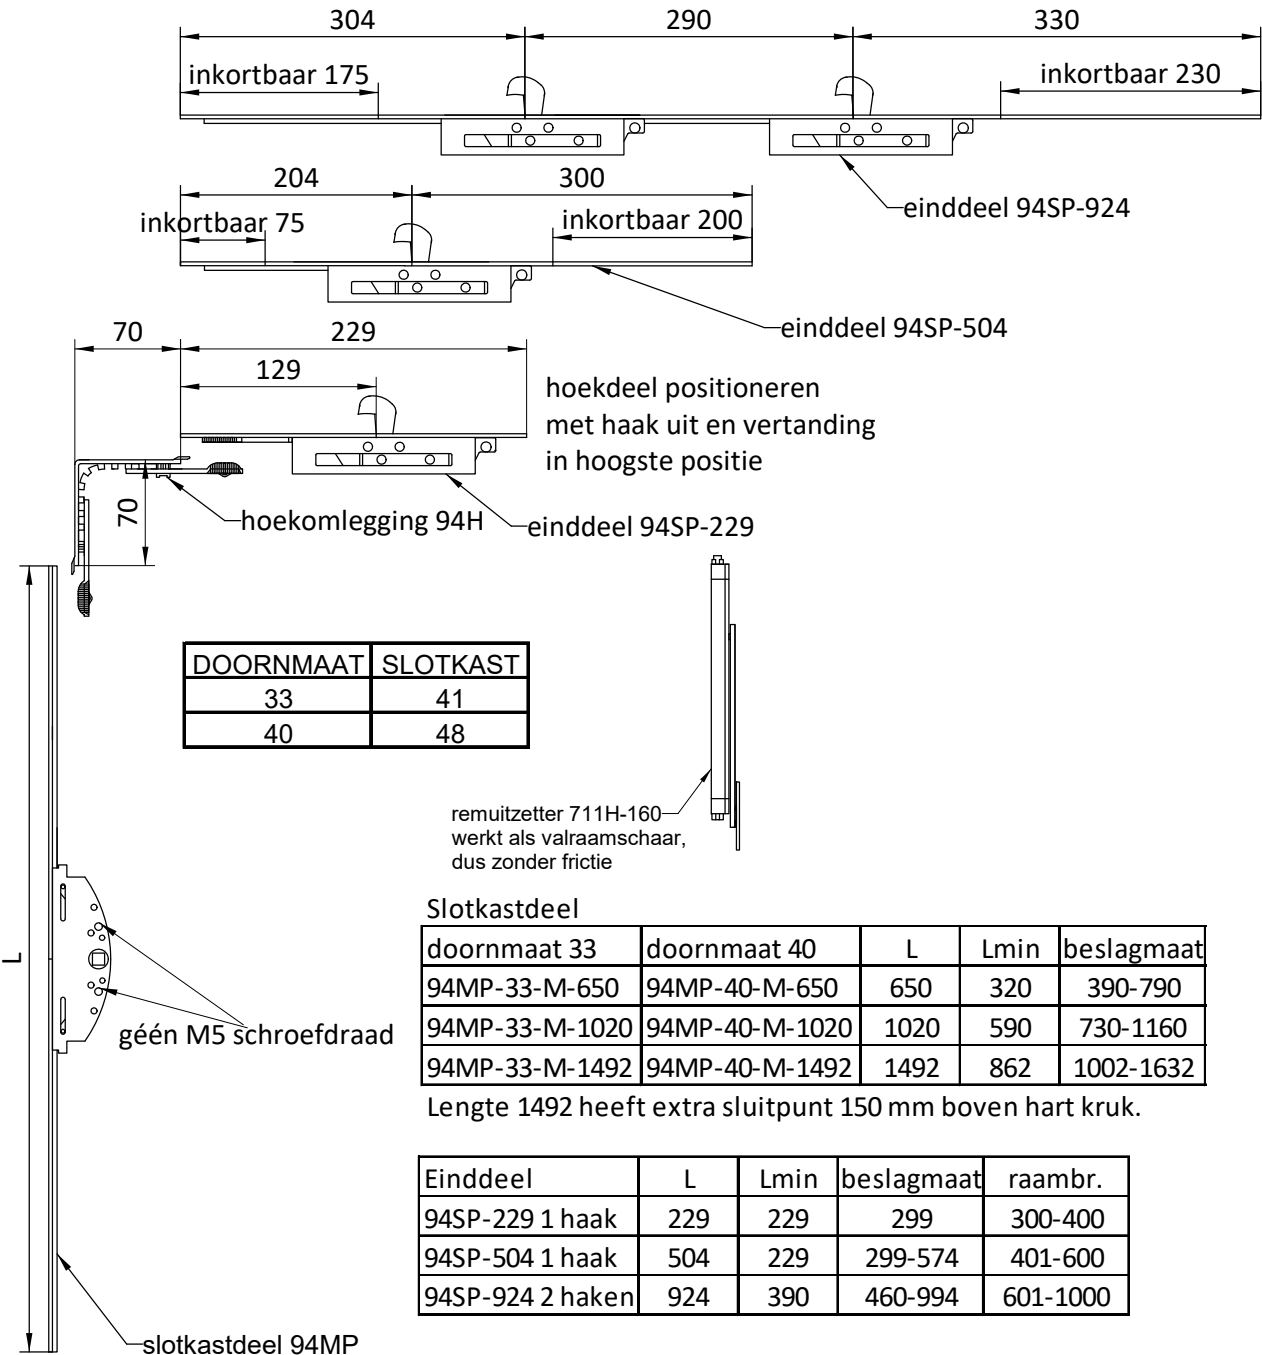 304 290 330
inkortbaar 175 inkortbaar 230
einddeel 94SP-924
204 300
inkortbaar 75 inkortbaar 200
einddeel 94SP-504
70 229
129
hoekdeel positioneren
met haak uit en vertanding
in hoogste positie
70
hoekomlegging 94H
einddeel 94SP-229
DOORNMAAT SLOTKAST
33 41
40 48
remuitzetter 711H-160
werkt als valraamschaar,
dus zonder frictie
L
géén M5 schroefdraad
slotkastdeel 94MP
Slotkastdeel
doornmaat 33 doornmaat 40 L Lmin beslagmaat
94MP-33-M-650 94MP-40-M-650 650 320 390-790
94MP-33-M-1020 94MP-40-M-1020 1020 590 730-1160
94MP-33-M-1492 94MP-40-M-1492 1492 862 1002-1632
Lengte 1492 heeft extra sluitpunt 150 mm boven hart kruk.
Einddeel L Lmin beslagmaat raambr.
94SP-229 1 haak 229 229 299 300-400
94SP-504 1 haak 504 229 299-574 401-600
94SP-924 2 haken 924 390 460-994 601-1000